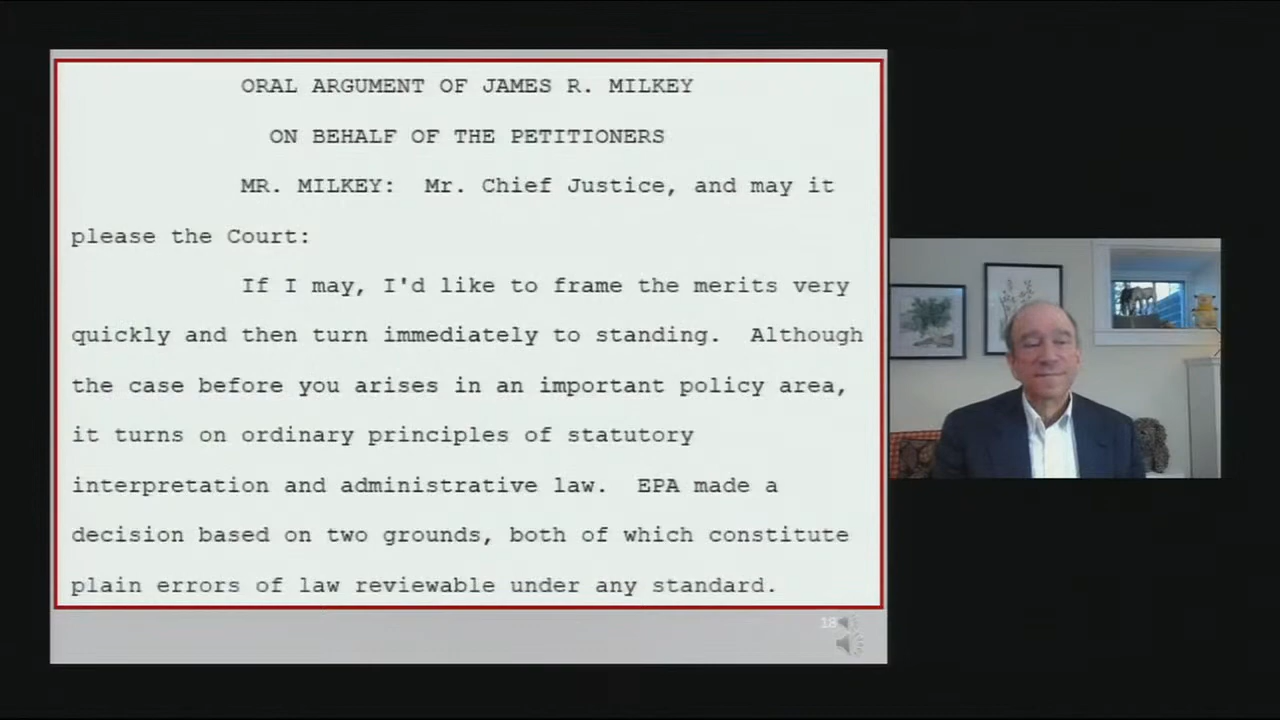 ORAL ARGUMENT OF JAMES R. MILKEY
ON BEHALF OF THE PETITIONERS
MR. MILKEY: Mr. Chief Justice, and may it
please the Court:
If I may, I'd like to frame the merits very
quickly and then turn immediately to standing. Although
the case before you arises in an important policy area,
it turns on ordinary principles of statutory
interpretation and administrative law. EPA made a
decision based on two grounds, both of which constitute
plain errors of law reviewable under any standard.
18